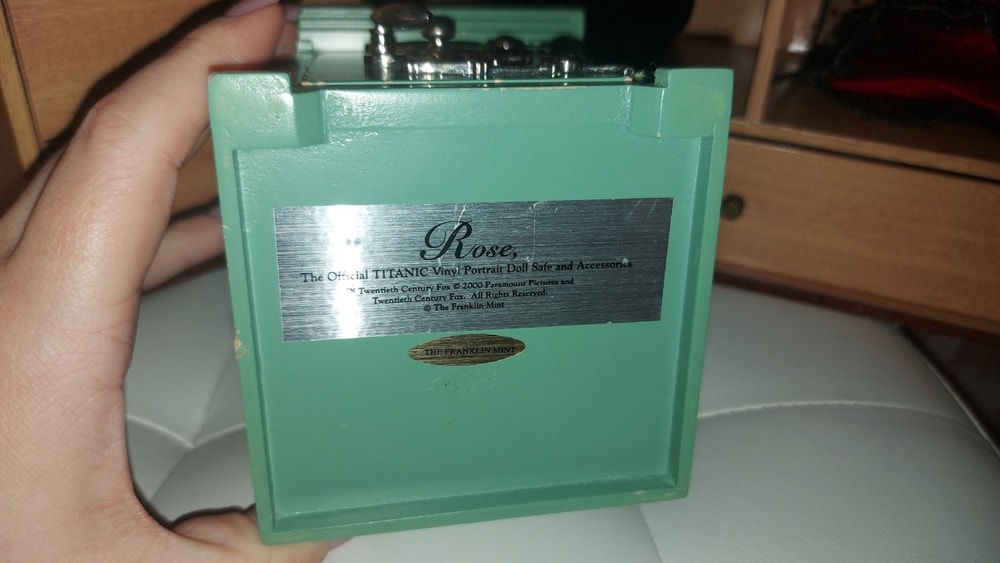 Rose,
The Official TITANIC Vinyl Portrait Doll Safe and Accessories
™ Twentieth Century Fox © 2000 Paramount Pictures and
Twentieth Century Fox. All Rights Reserved.
© The Franklin Mint
THE FRANKLIN MINT